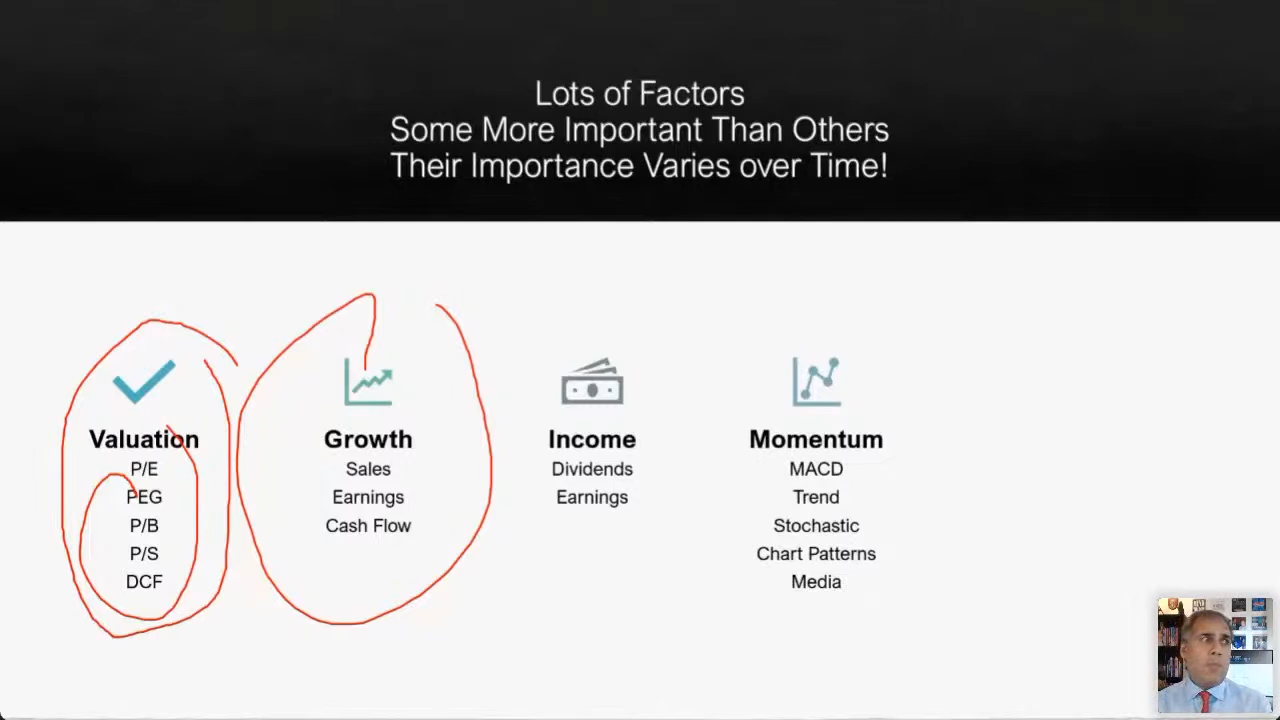 Lots of Factors
Some More Important Than Others
Their Importance Varies over Time!
Valuation
P/E
PEG
P/B
P/S
DCF
Growth
Sales
Earnings
Cash Flow
Income
Dividends
Earnings
Momentum
MACD
Trend
Stochastic
Chart Patterns
Media